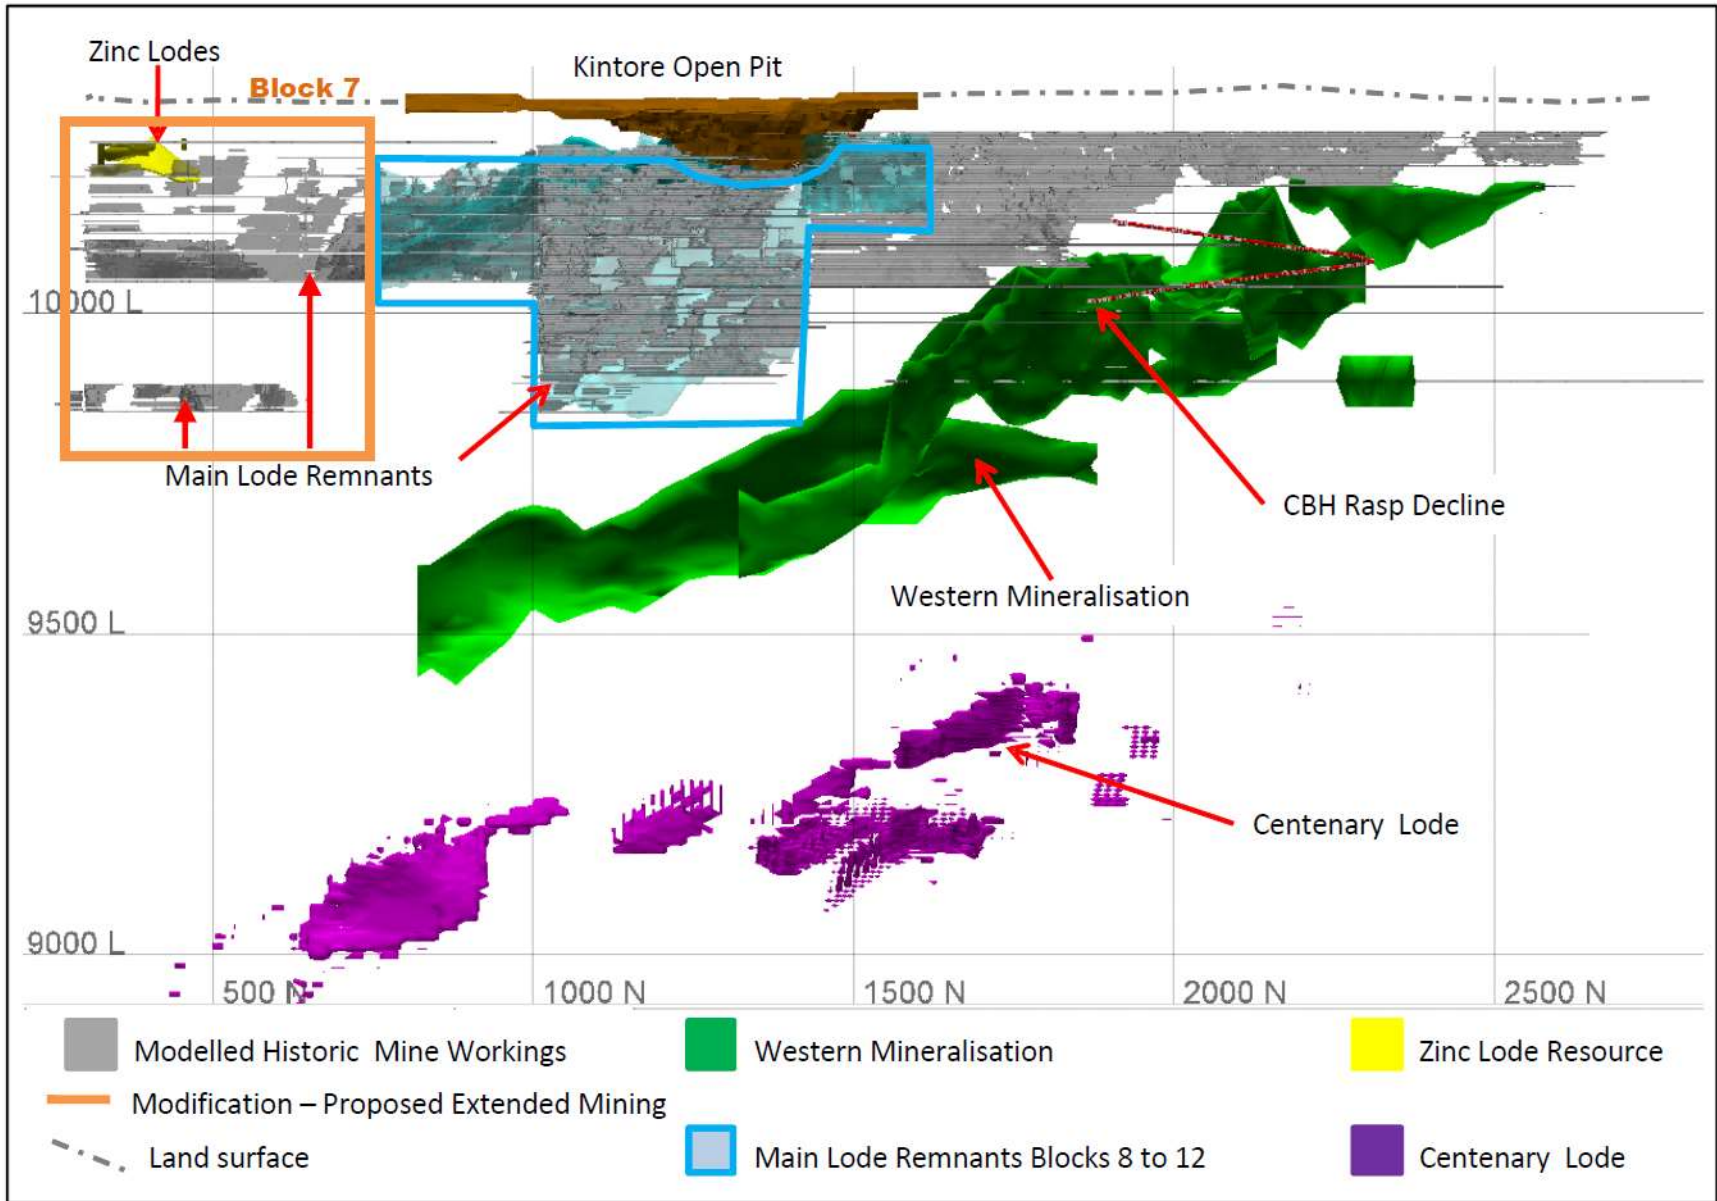 Zinc Lodes
Block 7
Kintore Open Pit
10000 L
Main Lode Remnants
CBH Rasp Decline
Western Mineralisation
9500 L
Centenary Lode
9000 L
500 N
1000 N
1500 N
2000 N
2500 N
Modelled Historic Mine Workings
Western Mineralisation
Zinc Lode Resource
Modification – Proposed Extended Mining
Land surface
Main Lode Remnants Blocks 8 to 12
Centenary Lode